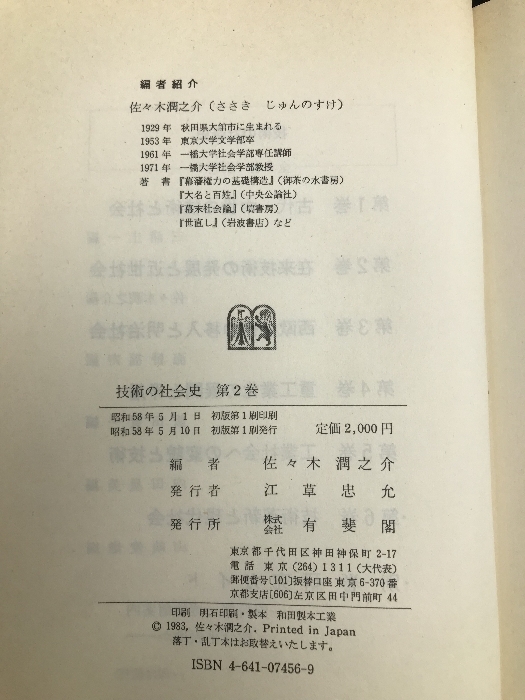 編者紹介
佐々木潤之介（ささき　じゅんのすけ）
1929年　秋田県大館市に生まれる
1953年　東京大学文学部卒
1961年　一橋大学社会学部専任講師
1971年　一橋大学社会学部教授
著　書　『幕藩権力の基礎構造』（御茶の水書房）
『大名と百姓』（中央公論社）
『幕末社会論』（塙書房）
『世直し』（岩波書店）など
技術の社会史　第2巻
昭和58年5月1日　初版第1刷印刷
昭和58年5月10日　初版第1刷発行
定価2,000円
編者　佐々木潤之介
発行者　江草忠允
発行所　株式会社　有斐閣
東京都千代田区神田神保町2-17
電話　東京（264）1311（大代表）
郵便番号〔101〕振替口座東京6-370番
京都支店〔606〕左京区田中門前町44
印刷　明石印刷・製本　和田製本工業
© 1983, 佐々木潤之介. Printed in Japan
落丁・乱丁本はお取替えいたします。
ISBN 4-641-07456-9